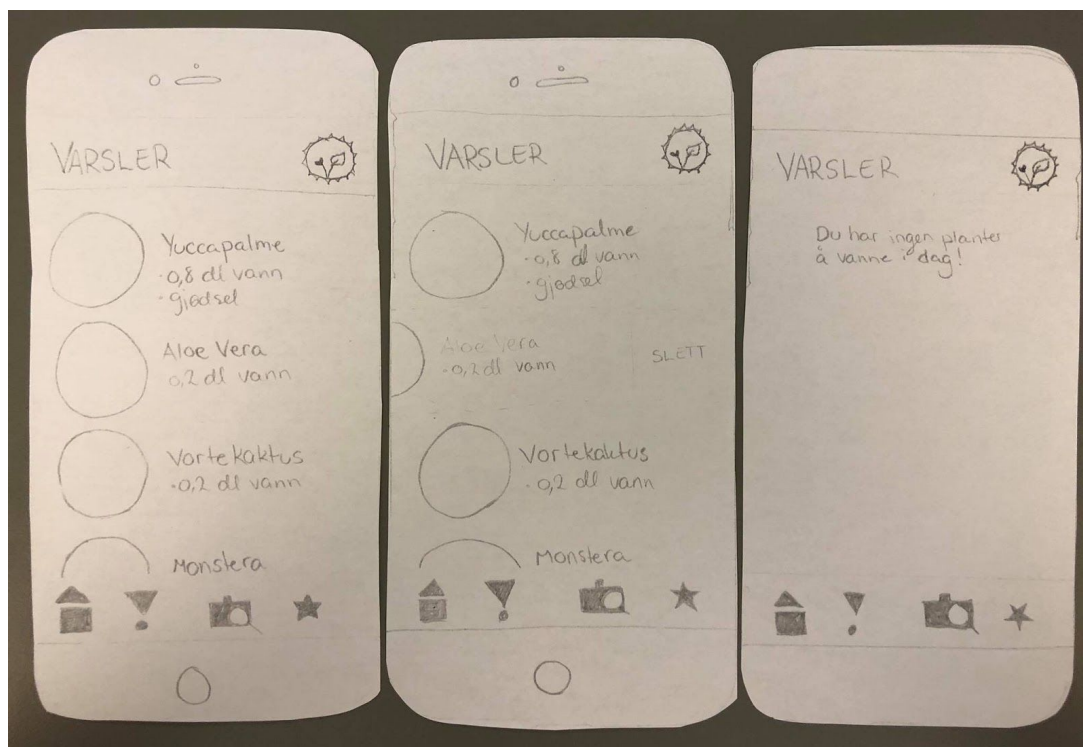 VARSLER
Yuccapalme
·0,8 dl vann
·gjødsel
Aloe Vera
0,2 dl vann
Vortekaktus
·0,2 dl vann
Monstera
VARSLER
Yuccapalme
·0,8 dl vann
·gjødsel
Aloe Vera
·0,2 dl vann
SLETT
Vortekaktus
·0,2 dl vann
Monstera
VARSLER
Du har ingen planter
å vanne i dag!